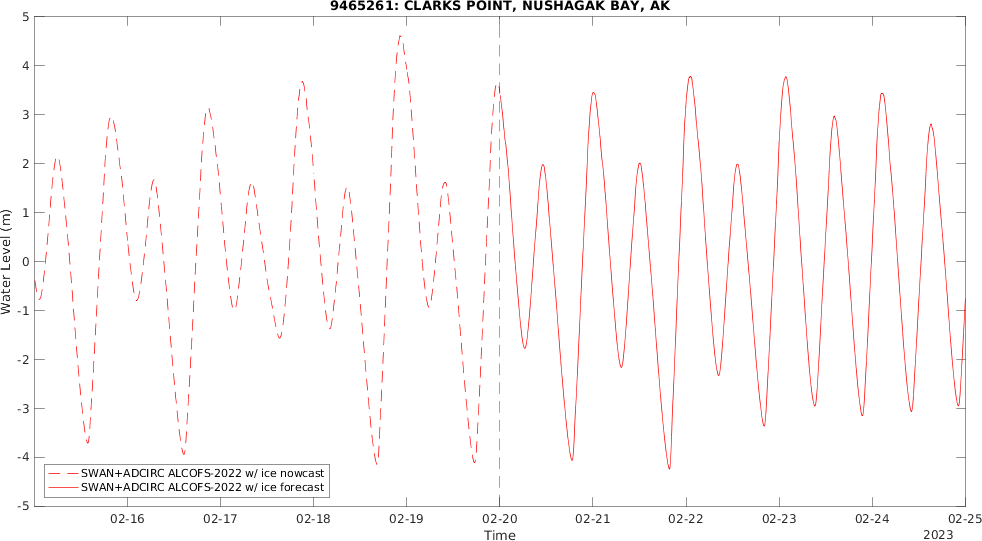 9465261: CLARKS POINT, NUSHAGAK BAY, AK
Water Level (m)
5
4
3
2
1
0
-1
-2
-3
-4
-5
SWAN+ADCIRC ALCOFS-2022 w/ ice nowcast
SWAN+ADCIRC ALCOFS-2022 w/ ice forecast
02-16 02-17 02-18 02-19 02-20 02-21 02-22 02-23 02-24 02-25
Time
2023